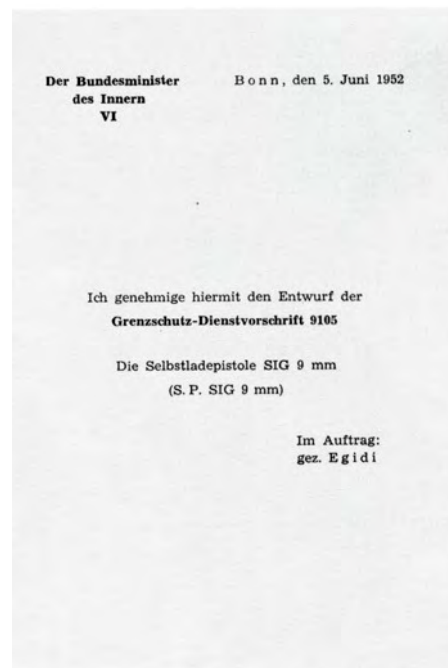 Der Bundesminister
des Innern
VI
Bonn, den 5. Juni 1952
Ich genehmige hiermit den Entwurf der
Grenzschutz-Dienstvorschrift 9105
Die Selbstladepistole SIG 9 mm
(S. P. SIG 9 mm)
Im Auftrag:
gez. Egidi